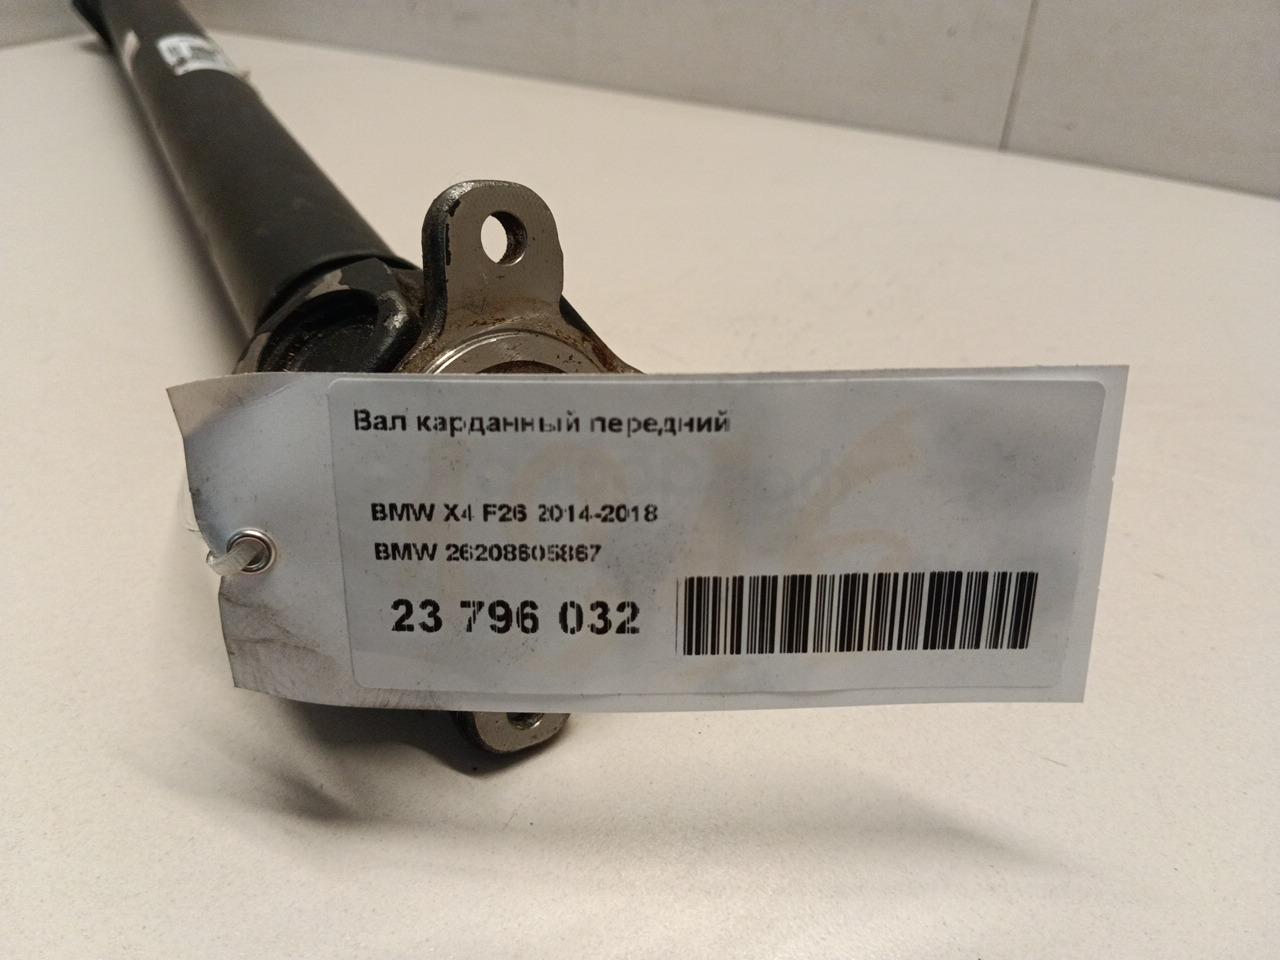 Вал карданный передний
BMW X4 F26 2014-2018
BMW 26208605867
23 796 032